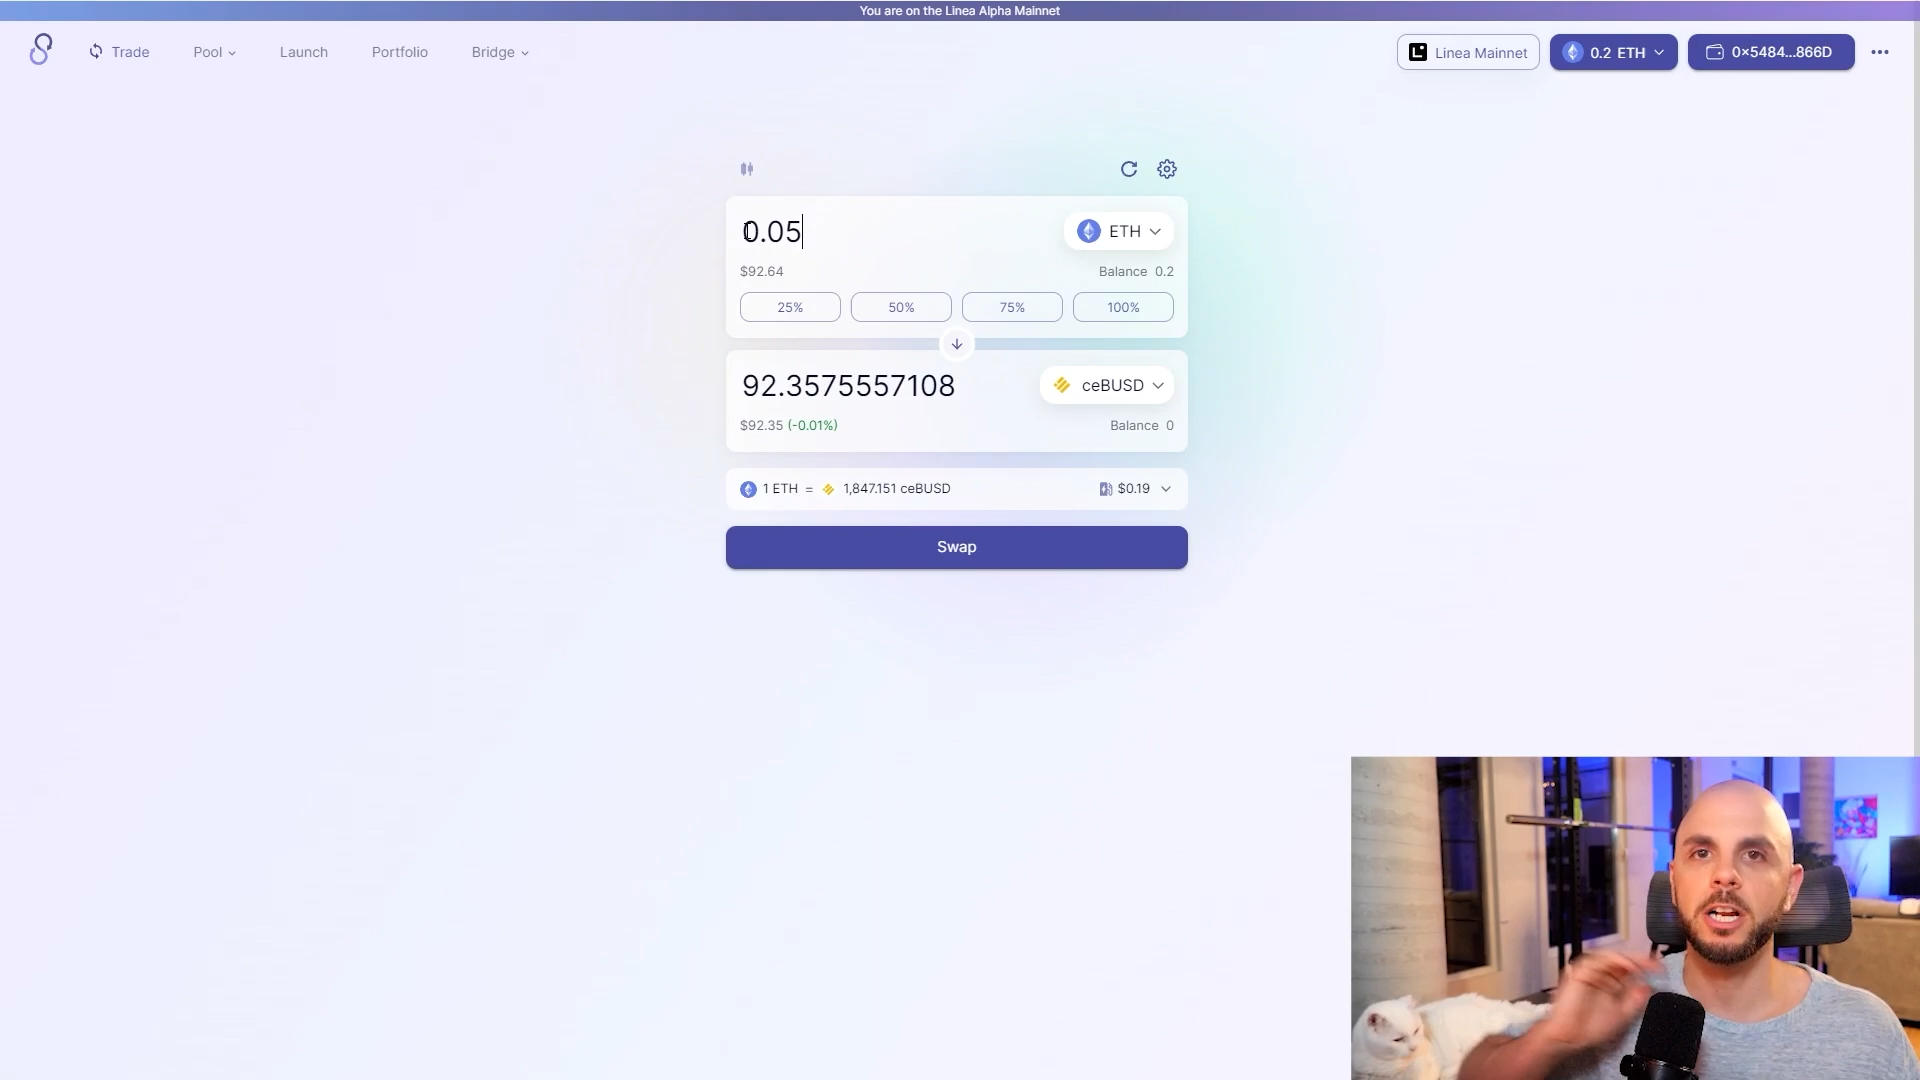 You are on the Linea Alpha Mainnet
Trade
Pool
Launch
Portfolio
Bridge
Linea Mainnet
0.2 ETH
0x5484...866D
0.05
ETH
$92.64
Balance 0.2
25%
50%
75%
100%
92.3575557108
ceBUSD
$92.35 (-0.01%)
Balance 0
1 ETH = 1,847.151 ceBUSD
$0.19
Swap